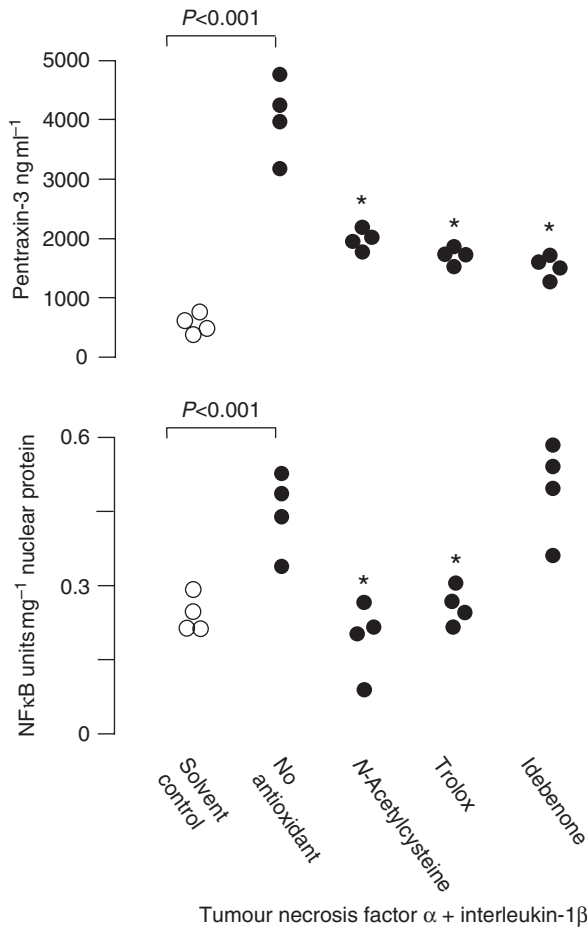 P<0.001
5000
4000
3000
2000
1000
0
Pentraxin-3 ng ml⁻¹
*
*
*
P<0.001
0.6
0.3
0
NFκB units mg⁻¹ nuclear protein
*
*
Solvent
control
No
antioxidant
N-Acetylcysteine
Trolox
Idebenone
Tumour necrosis factor α + interleukin-1β